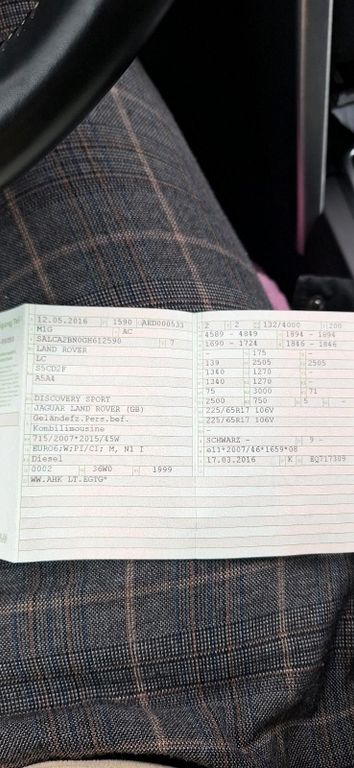 12.05.2016 1590 AED000533
M1G AC
SALCA2BN0GH612590 7
LAND ROVER
LC
S5CD2F
A5A4
DISCOVERY SPORT
JAGUAR LAND ROVER (GB)
Geländefz.Pers.bef.
Kombilimousine
715/2007*2015/45W
EURO6;W;PI/CI; M, N1 I
Diesel
0002 36W0 1999
WW.AHK LT.EGTG*
2 2 132/4000 200
4589 - 4849 1894 - 1894
1690 - 1724 1846 - 1846
- 175 -
139 2505 2505
1340 1270 -
1340 1270 -
75 3000 71
2500 750 5 -
225/65R17 106V
225/65R17 106V
SCHWARZ - 9 -
e11*2007/46*1659*08
17.03.2016 K EQ717309